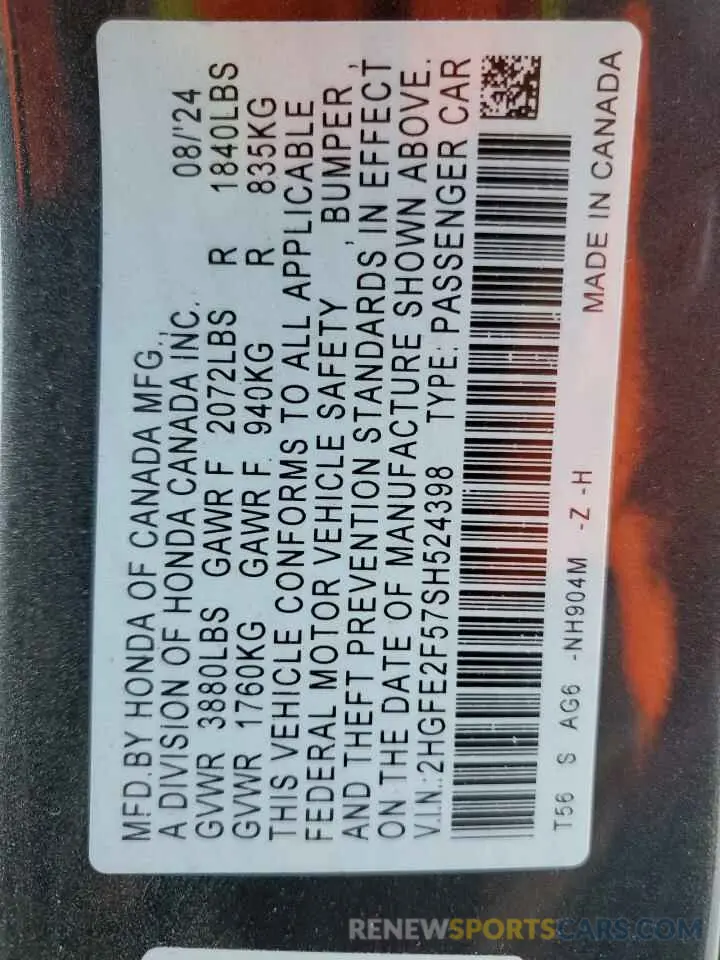 MFD.BY HONDA OF CANADA MFG., 08/'24
A DIVISION OF HONDA CANADA INC.
GVWR 3880LBS GAWR F 2072LBS R 1840LBS
GVWR 1760KG GAWR F 940KG R 835KG
THIS VEHICLE CONFORMS TO ALL APPLICABLE
FEDERAL MOTOR VEHICLE SAFETY , BUMPER ,
AND THEFT PREVENTION STANDARDS IN EFFECT
ON THE DATE OF MANUFACTURE SHOWN ABOVE.
V.I.N.:2HGFE2F57SH524398 TYPE: PASSENGER CAR
T56 S AG6 -NH904M -Z -H MADE IN CANADA
RENEWSPORTSCARS.COM